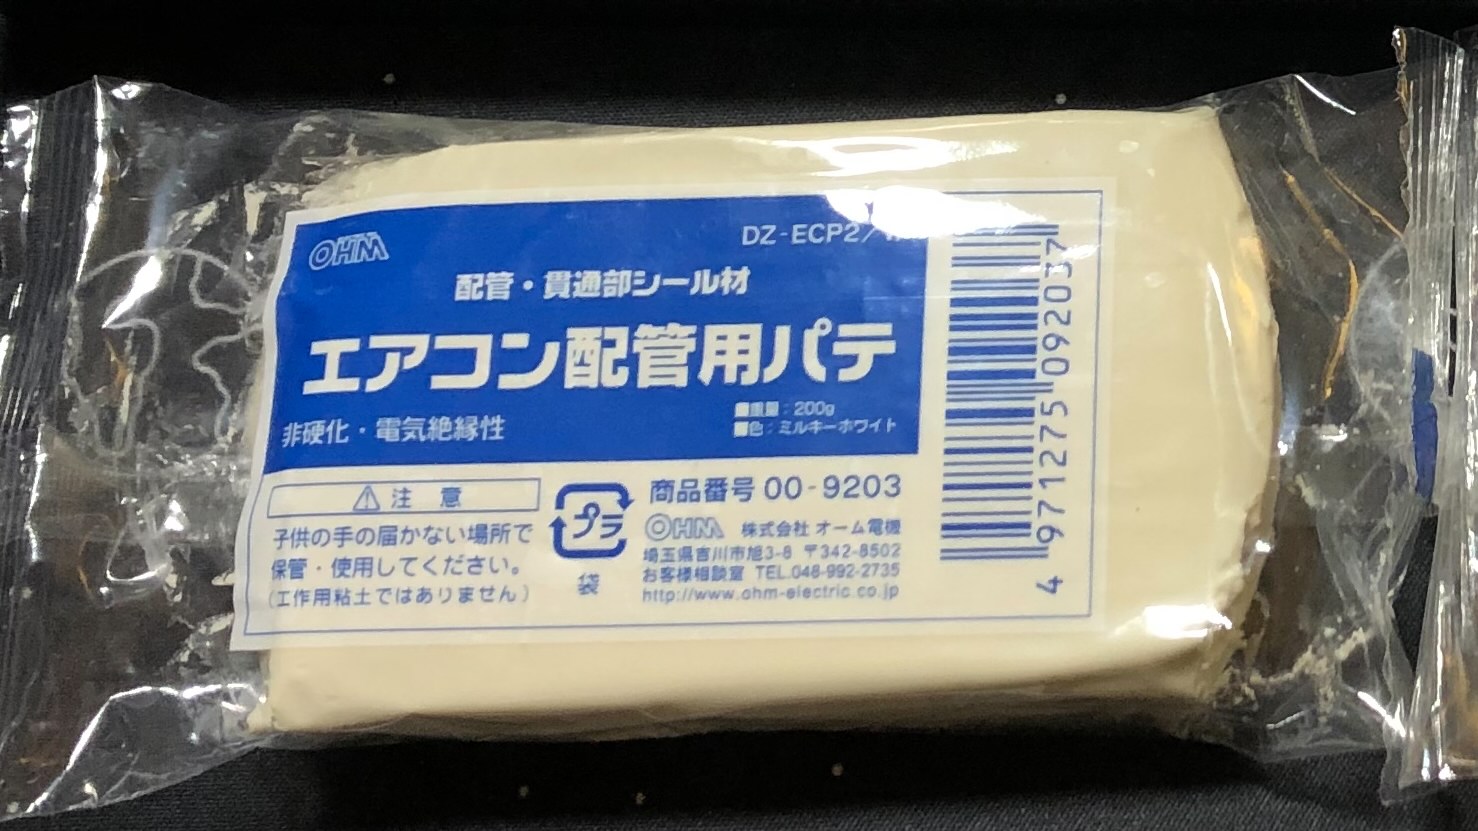 OHM
DZ-ECP2/
配管・貫通部シール材
エアコン配管用パテ
非硬化・電気絶縁性
■重量：200g
■色：ミルキーホワイト
⚠注 意
子供の手の届かない場所で
保管・使用してください。
(工作用粘土ではありません)
プラ
袋
商品番号 00-9203
OHM 株式会社 オーム電機
埼玉県吉川市旭3-8 〒342-8502
お客様相談室 TEL.048-992-2735
http://www.ohm-electric.co.jp
4 971275 092037